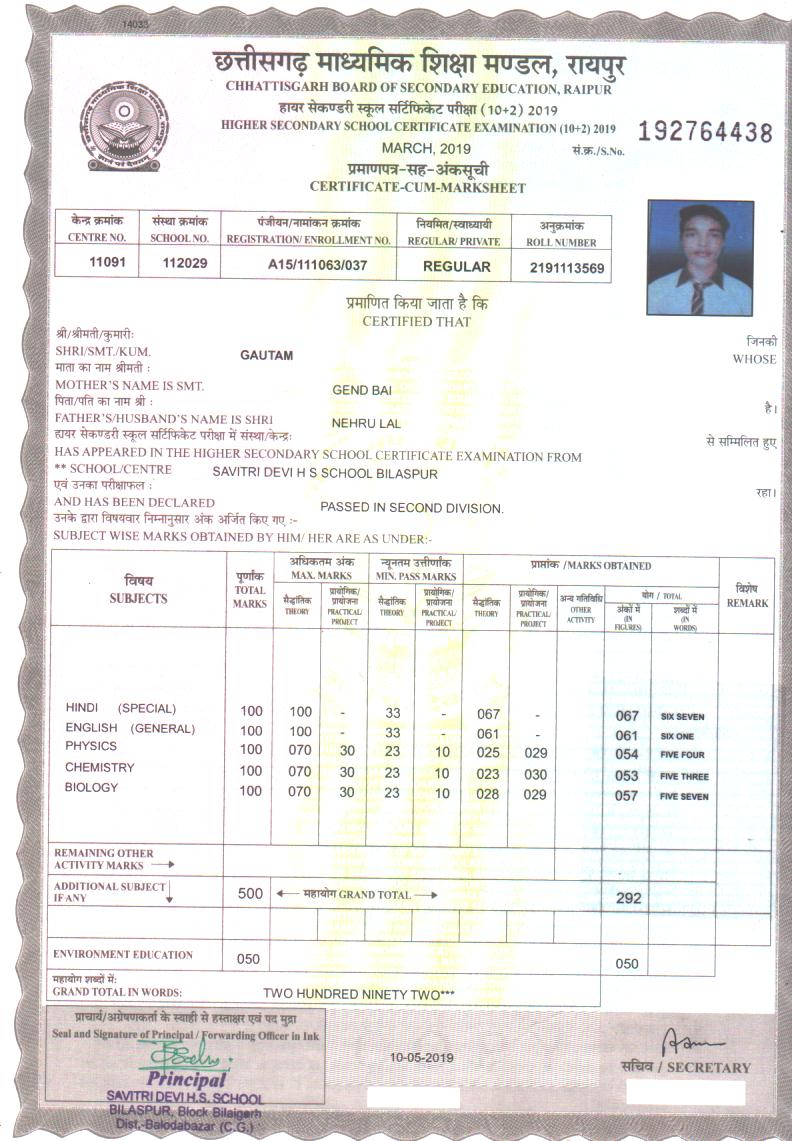 14033
छत्तीसगढ़ माध्यमिक शिक्षा मण्डल, रायपुर
CHHATTISGARH BOARD OF SECONDARY EDUCATION, RAIPUR
हायर सेकण्डरी स्कूल सर्टिफिकेट परीक्षा (10+2) 2019
HIGHER SECONDARY SCHOOL CERTIFICATE EXAMINATION (10+2) 2019
192764438
MARCH, 2019
सं.क्र./S.No.
प्रमाणपत्र-सह-अंकसूची
CERTIFICATE-CUM-MARKSHEET
केन्द्र क्रमांक संस्था क्रमांक पंजीयन/नामांकन क्रमांक नियमित/स्वाध्यायी अनुक्रमांक
CENTRE NO. SCHOOL NO. REGISTRATION/ ENROLLMENT NO. REGULAR/ PRIVATE ROLL NUMBER
11091 112029 A15/111063/037 REGULAR 2191113569
प्रमाणित किया जाता है कि
CERTIFIED THAT
श्री/श्रीमती/कुमारी: जिनकी
SHRI/SMT./KUM. GAUTAM WHOSE
माता का नाम श्रीमती :
MOTHER'S NAME IS SMT. GEND BAI
पिता/पति का नाम श्री : है।
FATHER'S/HUSBAND'S NAME IS SHRI NEHRU LAL
हायर सेकण्डरी स्कूल सर्टिफिकेट परीक्षा में संस्था/केन्द्र: से सम्मिलित हुए
HAS APPEARED IN THE HIGHER SECONDARY SCHOOL CERTIFICATE EXAMINATION FROM
** SCHOOL/CENTRE SAVITRI DEVI H S SCHOOL BILASPUR
एवं उनका परीक्षाफल : रहा।
AND HAS BEEN DECLARED PASSED IN SECOND DIVISION.
उनके द्वारा विषयवार निम्नानुसार अंक अर्जित किए गए :-
SUBJECT WISE MARKS OBTAINED BY HIM/ HER ARE AS UNDER:-
विषय
SUBJECTS
पूर्णांक
TOTAL
MARKS
अधिकतम अंक
MAX. MARKS
न्यूनतम उत्तीर्णांक
MIN. PASS MARKS
प्राप्तांक /MARKS OBTAINED
विशेष
REMARK
सैद्धांतिक
THEORY
प्रायोगिक/
प्रायोजना
PRACTICAL/
PROJECT
सैद्धांतिक
THEORY
प्रायोगिक/
प्रायोजना
PRACTICAL/
PROJECT
सैद्धांतिक
THEORY
प्रायोगिक/
प्रायोजना
PRACTICAL/
PROJECT
अन्य गतिविधि
OTHER
ACTIVITY
योग / TOTAL
अंकों में
(IN
FIGURES)
शब्दों में
(IN
WORDS)
HINDI (SPECIAL) 100 100 - 33 - 067 - 067 SIX SEVEN
ENGLISH (GENERAL) 100 100 - 33 - 061 - 061 SIX ONE
PHYSICS 100 070 30 23 10 025 029 054 FIVE FOUR
CHEMISTRY 100 070 30 23 10 023 030 053 FIVE THREE
BIOLOGY 100 070 30 23 10 028 029 057 FIVE SEVEN
REMAINING OTHER
ACTIVITY MARKS →
ADDITIONAL SUBJECT
IF ANY ↓
500 ← महायोग GRAND TOTAL → 292
ENVIRONMENT EDUCATION 050 050
महायोग शब्दों में:
GRAND TOTAL IN WORDS: TWO HUNDRED NINETY TWO***
प्राचार्य/अग्रेषणकर्ता के स्याही से हस्ताक्षर एवं पद मुद्रा
Seal and Signature of Principal / Forwarding Officer in Ink
Principal
SAVITRI DEVI H.S. SCHOOL
BILASPUR, Block Bilaigarh
Dist.-Balodabazar (C.G.)
10-05-2019
सचिव / SECRETARY